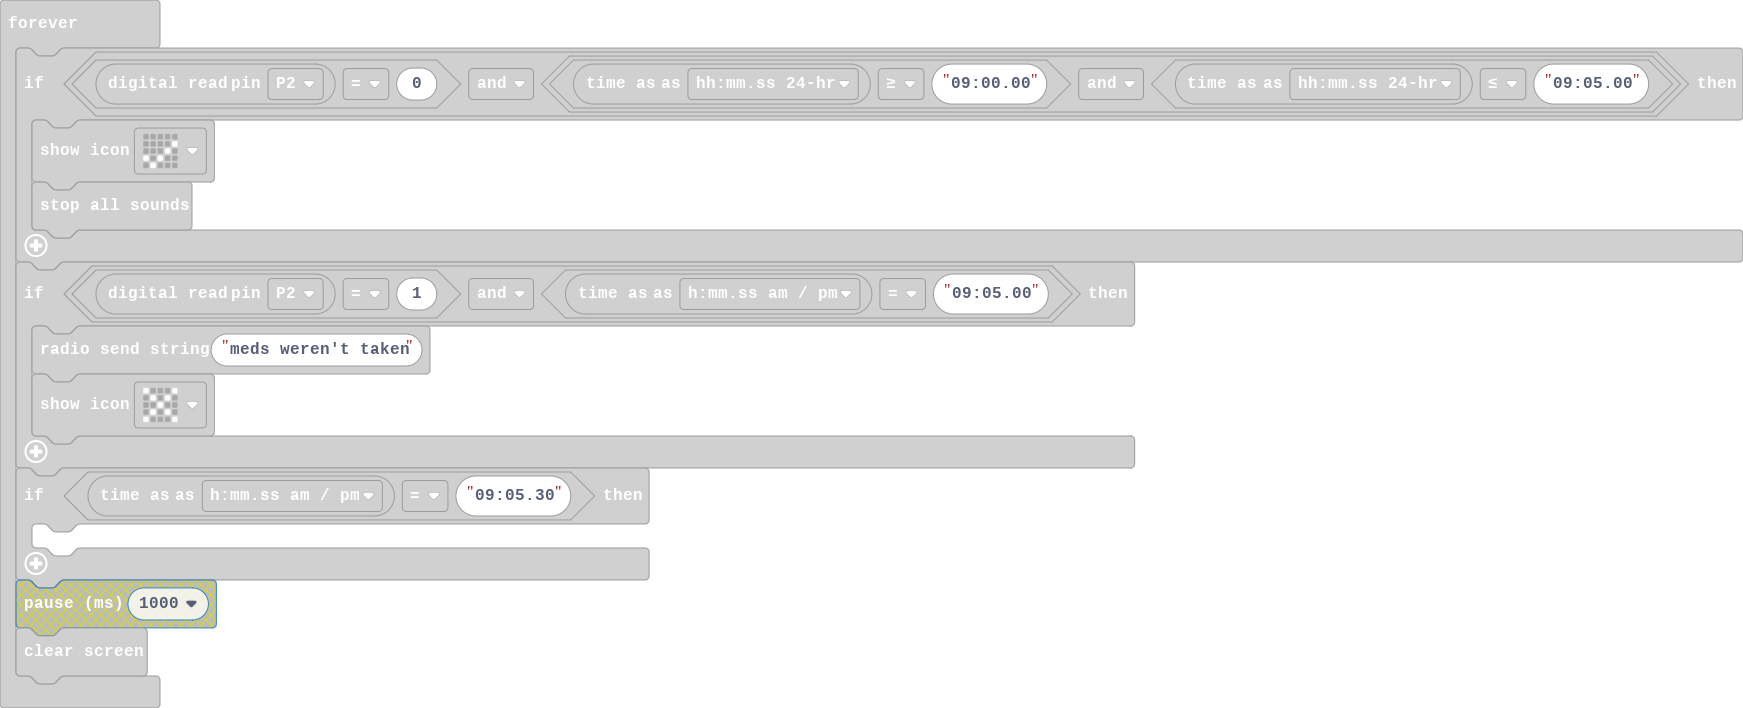 forever
if digital read pin P2 = 0 and time as as hh:mm.ss 24-hr ≥ "09:00.00" and time as as hh:mm.ss 24-hr ≤ "09:05.00" then
show icon
stop all sounds
if digital read pin P2 = 1 and time as as h:mm.ss am / pm = "09:05.00" then
radio send string "meds weren't taken"
show icon
if time as as h:mm.ss am / pm = "09:05.30" then
pause (ms) 1000
clear screen